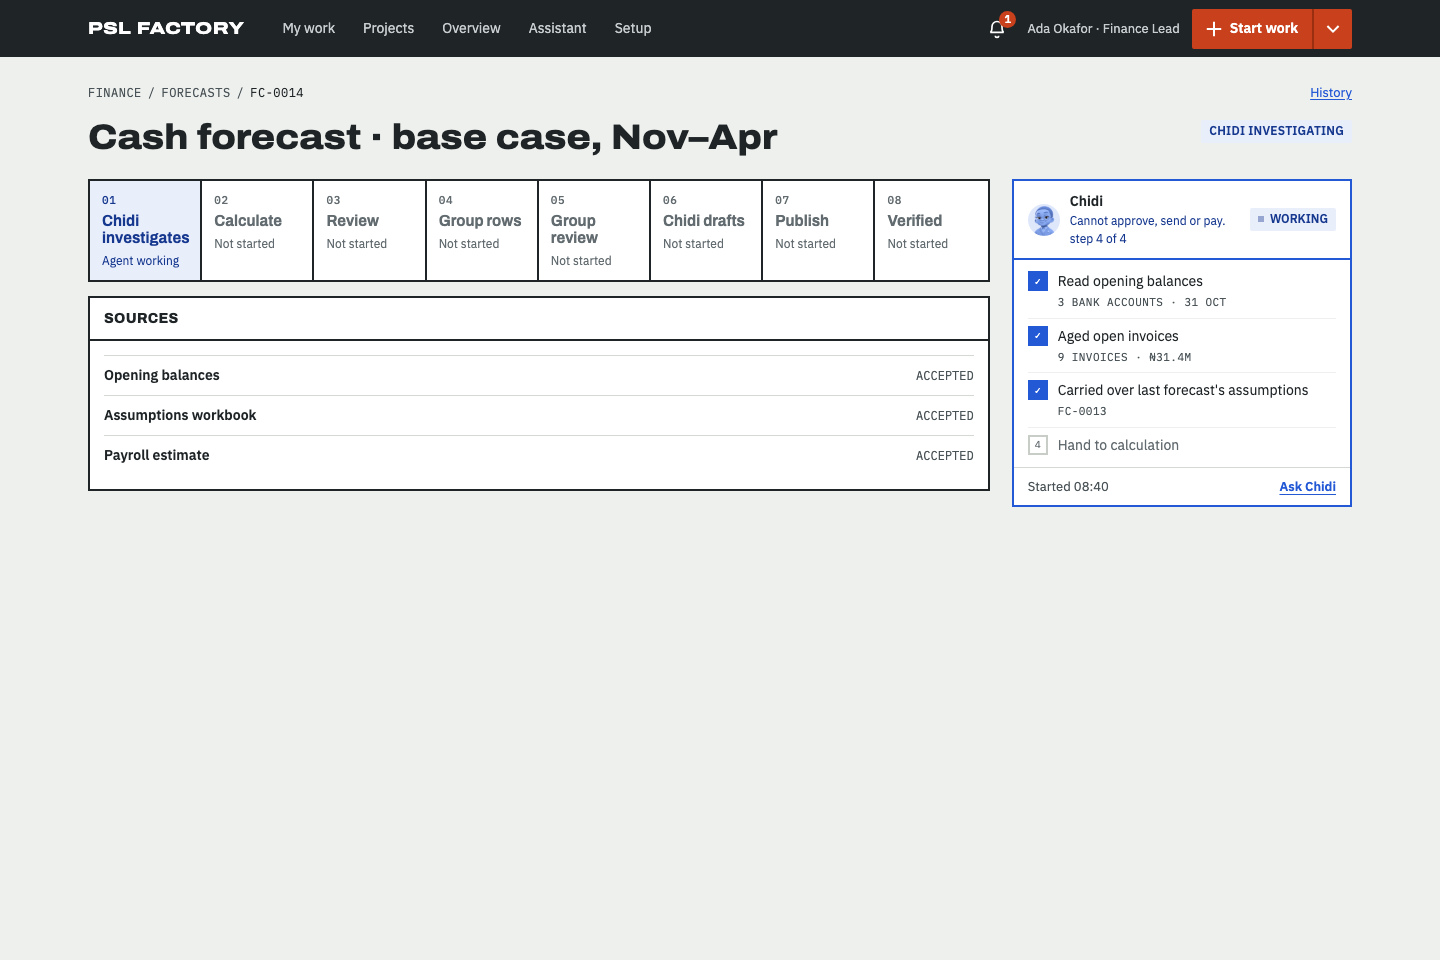 PSL FACTORY
My work
Projects
Overview
Assistant
Setup
1
Ada Okafor · Finance Lead
Start work
FINANCE / FORECASTS / FC-0014
History
Cash forecast · base case, Nov–Apr
CHIDI INVESTIGATING
01
Chidi
investigates
Agent working
02
Calculate
Not started
03
Review
Not started
04
Group rows
Not started
05
Group
review
Not started
06
Chidi drafts
Not started
07
Publish
Not started
08
Verified
Not started
SOURCES
Opening balances
ACCEPTED
Assumptions workbook
ACCEPTED
Payroll estimate
ACCEPTED
Chidi
Cannot approve, send or pay.
step 4 of 4
WORKING
✓ Read opening balances
3 BANK ACCOUNTS · 31 OCT
✓ Aged open invoices
9 INVOICES · ₦31.4M
✓ Carried over last forecast's assumptions
FC-0013
4 Hand to calculation
Started 08:40
Ask Chidi